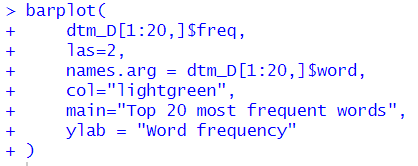 > barplot(
+     dtm_D[1:20,]$freq,
+     las=2,
+     names.arg = dtm_D[1:20,]$word,
+     col="lightgreen",
+     main="Top 20 most frequent words",
+     ylab = "Word frequency"
+ )